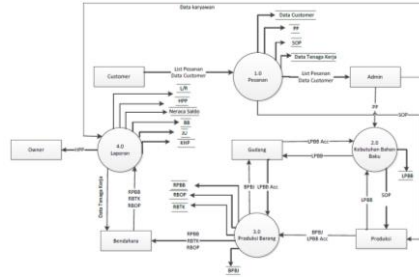 Data karyawan
Data Customer
PF
SOP
Data Tenaga Kerja
Customer
List Pesanan
Data Customer
1.0
Pesanan
List Pesanan
Data Customer
Admin
L/R
HPP
Neraca Saldo
BB
JU
KHP
PF
SOP
Owner
HPP
4.0
Laporan
Gudang
LPBB Acc
LPBB
2.0
Kebutuhan Bahan
Baku
LPBB
Data Tenaga Kerja
RPBB
RBTK
RBOP
RPBB
RBOP
RBTK
BPBJ
LPBB Acc
LPBB
SOP
Bendahara
RPBB
RBTK
RBOP
3.0
Produksi Barang
BPBJ
LPBB Acc
Produksi
BPBJ